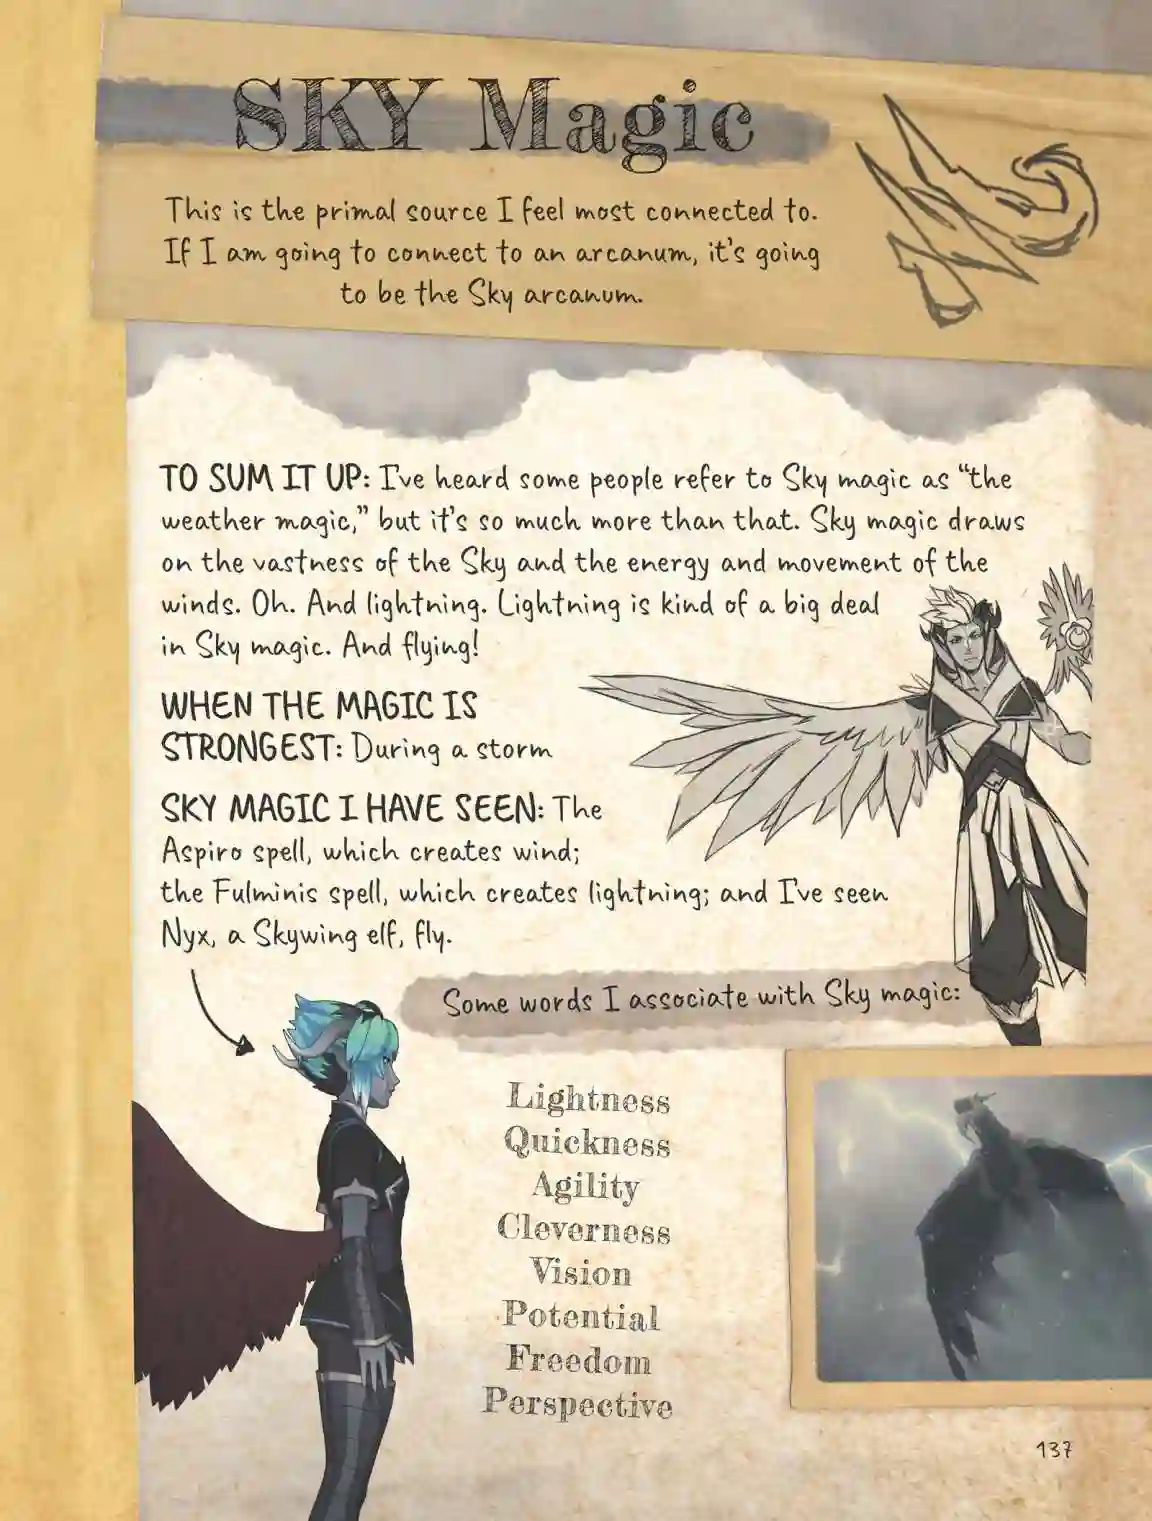 SKY Magic
This is the primal source I feel most connected to.
If I am going to connect to an arcanum, it's going
to be the Sky arcanum.
TO SUM IT UP: I've heard some people refer to Sky magic as “the
weather magic,” but it's so much more than that. Sky magic draws
on the vastness of the Sky and the energy and movement of the
winds. Oh. And lightning. Lightning is kind of a big deal
in Sky magic. And flying!
WHEN THE MAGIC IS
STRONGEST: During a storm
SKY MAGIC I HAVE SEEN: The
Aspiro spell, which creates wind;
the Fulminis spell, which creates lightning; and I've seen
Nyx, a Skywing elf, fly.
Some words I associate with Sky magic:
Lightness
Quickness
Agility
Cleverness
Vision
Potential
Freedom
Perspective
137